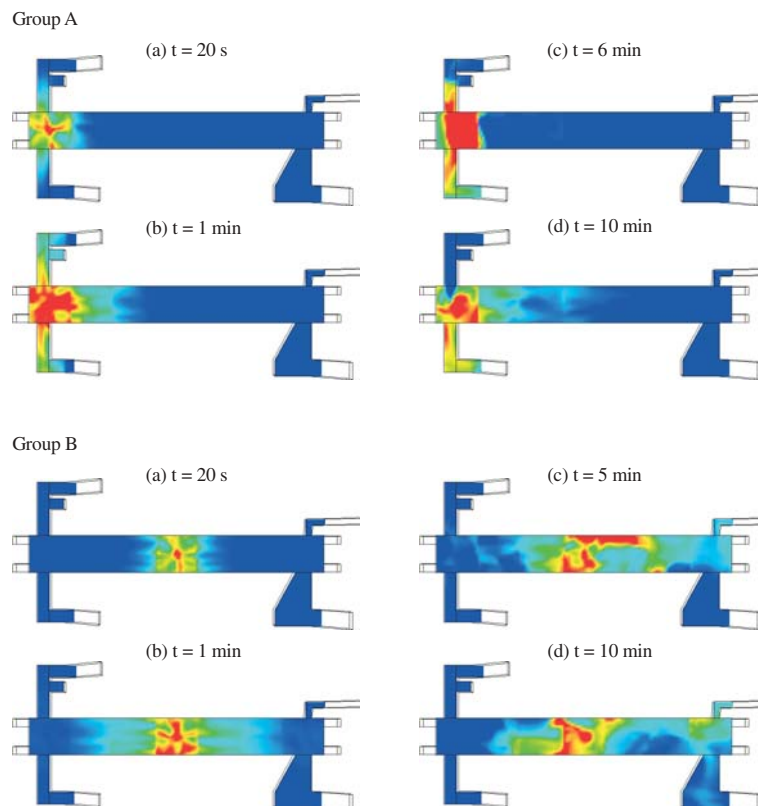 Group A
(a) t = 20 s
(c) t = 6 min
(b) t = 1 min
(d) t = 10 min
Group B
(a) t = 20 s
(c) t = 5 min
(b) t = 1 min
(d) t = 10 min